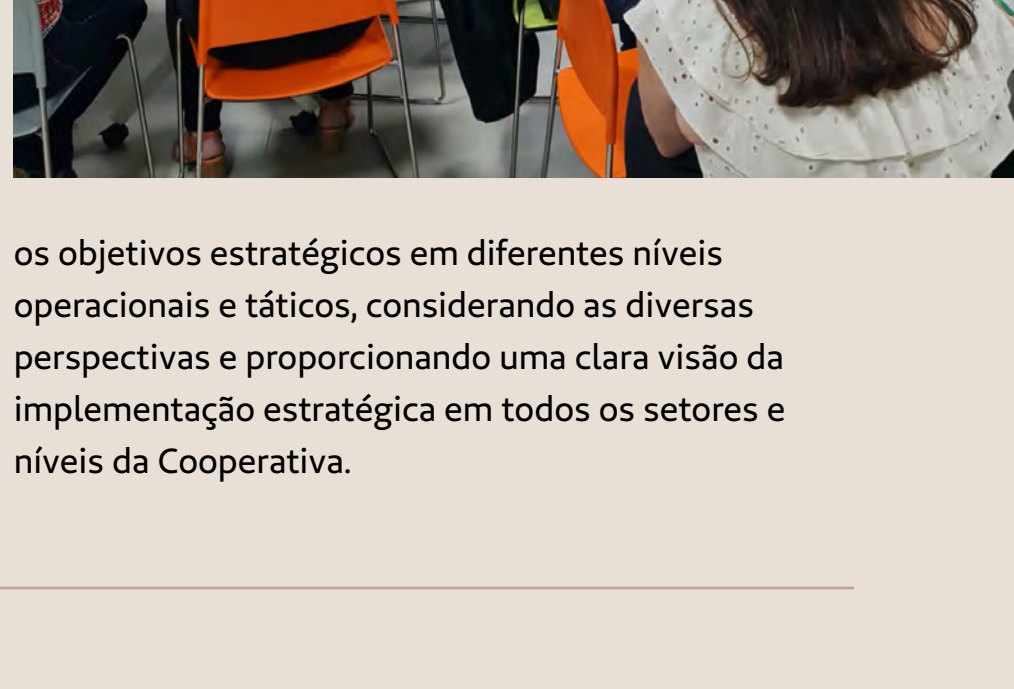 os objetivos estratégicos em diferentes níveis
operacionais e táticos, considerando as diversas
perspectivas e proporcionando uma clara visão da
implementação estratégica em todos os setores e
níveis da Cooperativa.